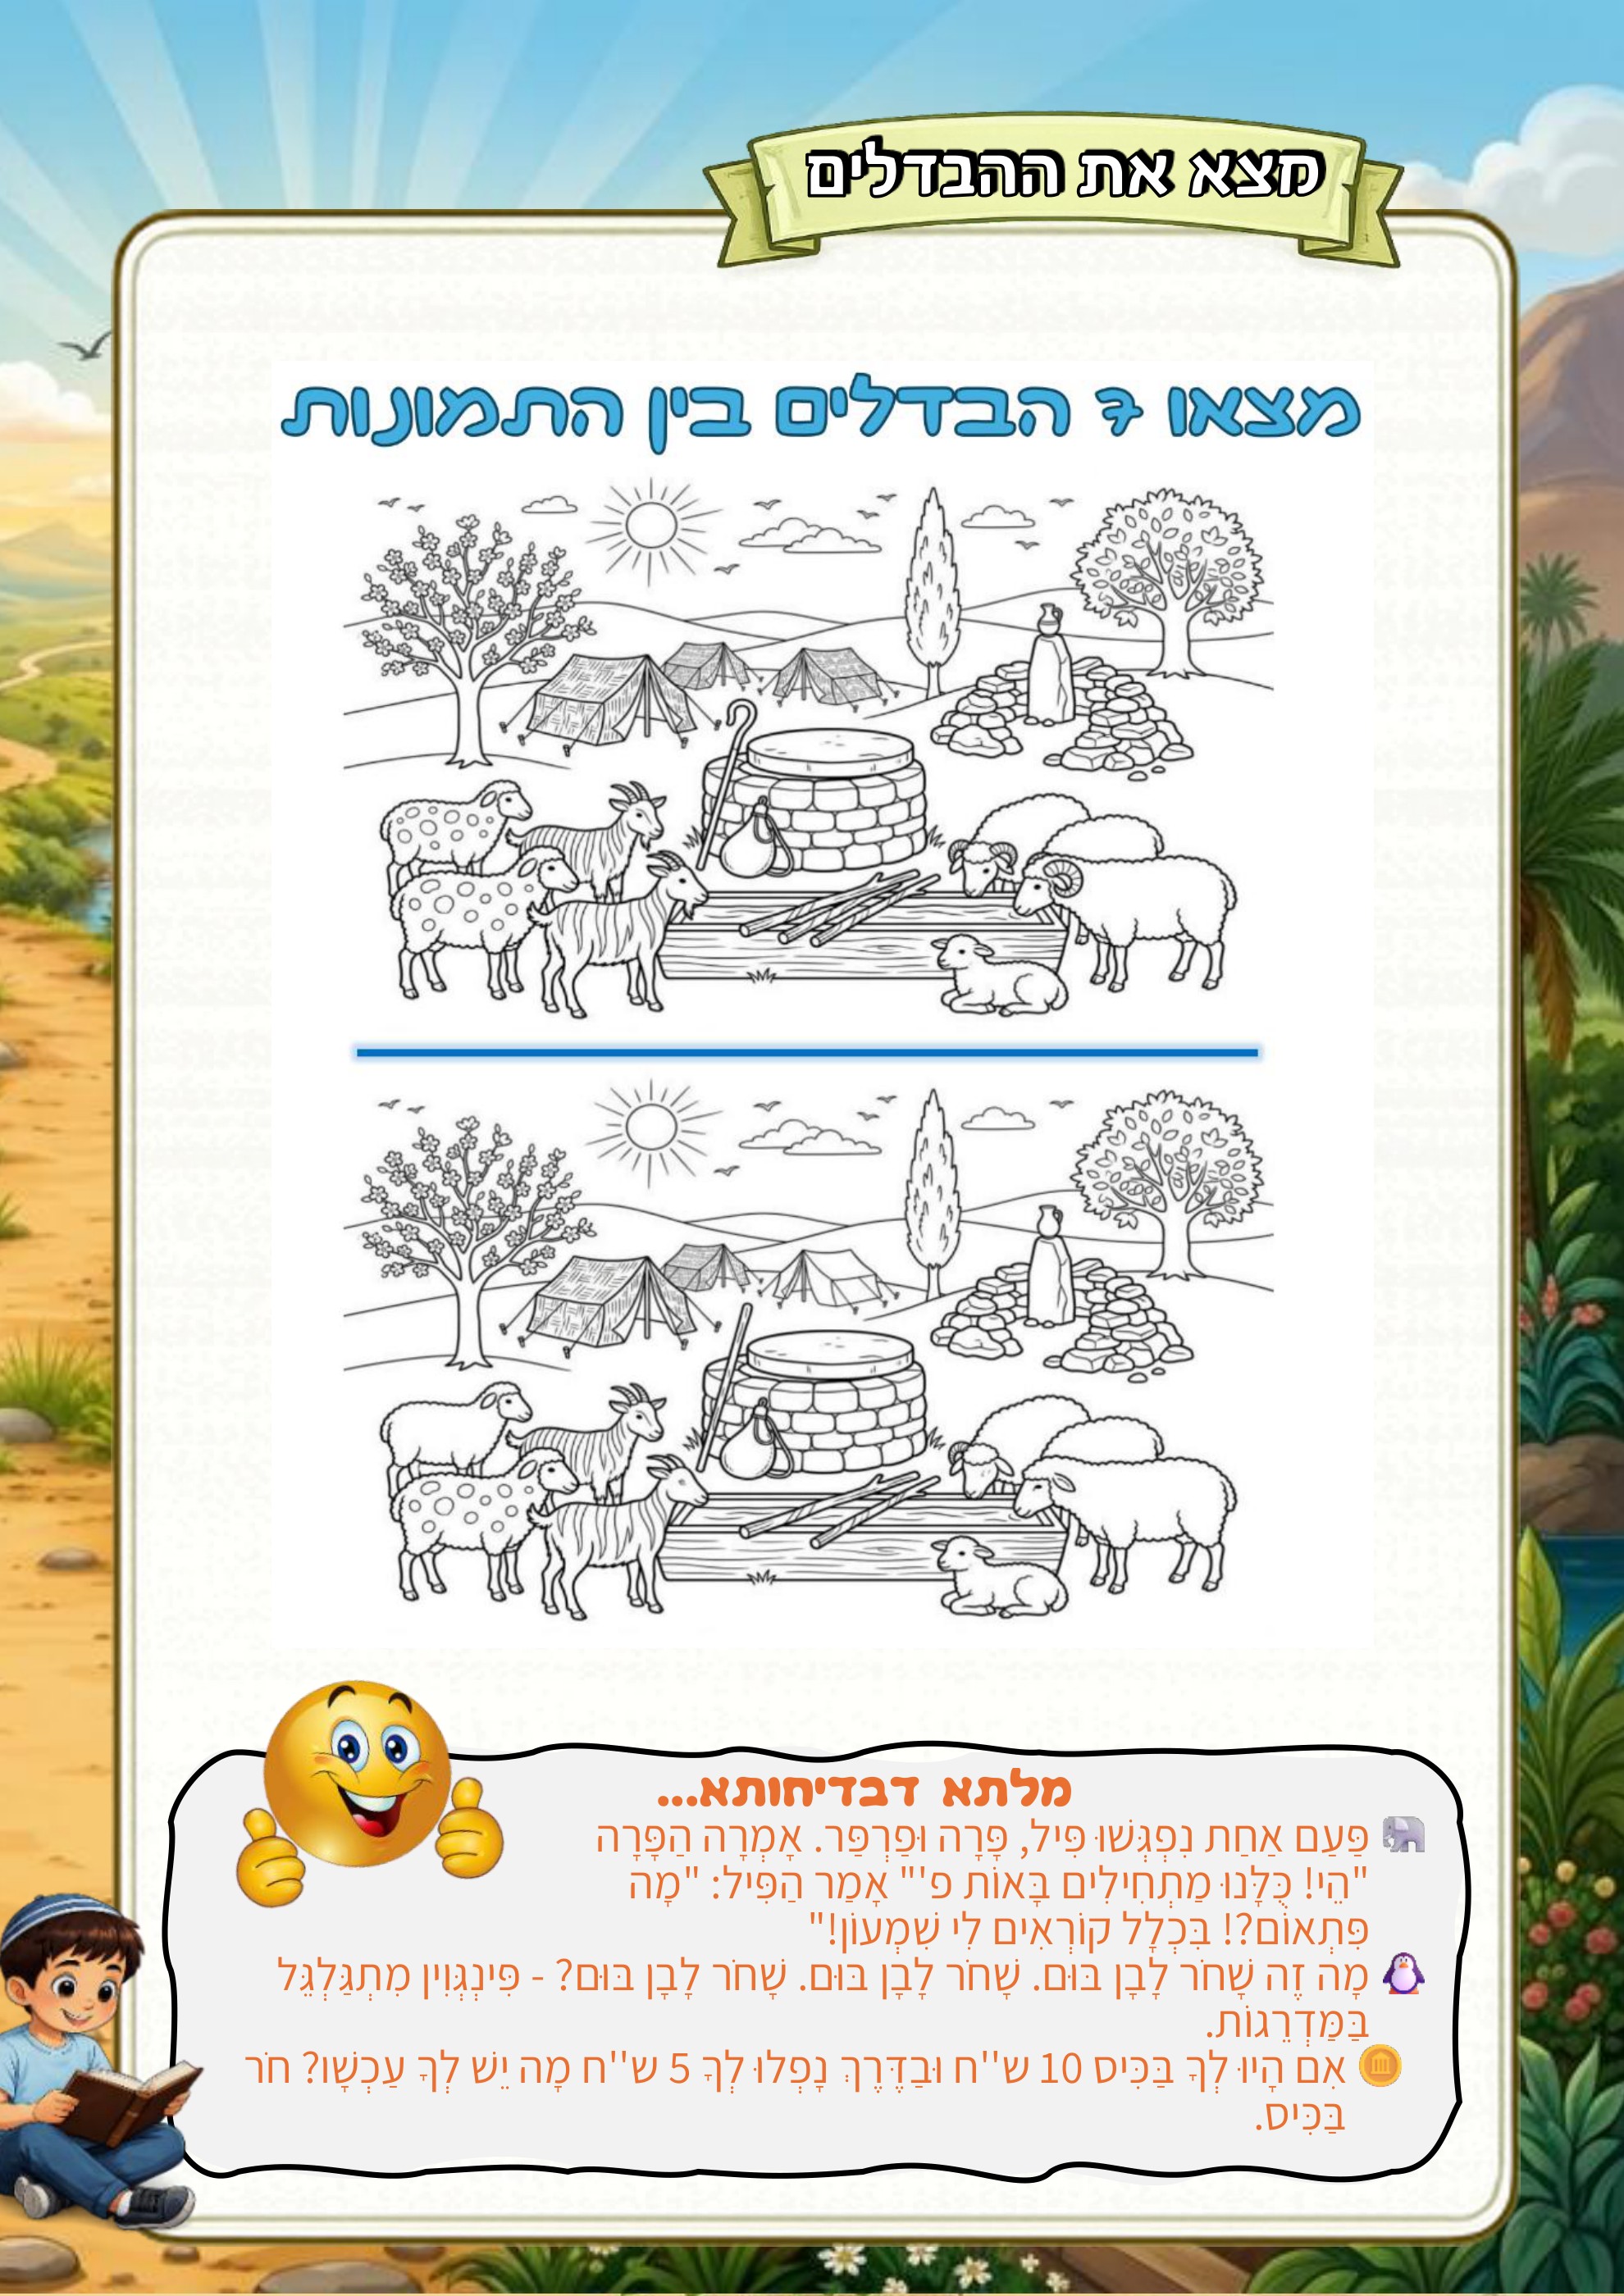 מצא את ההבדלים
מצאו 7 הבדלים בין התמונות
מלתא דבדיחותא...
פַּעַם אַחַת נִפְגְּשׁוּ פִּיל, פָּרָה וּפַרְפַּר. אָמְרָה הַפָּרָה
"הֵי! כֻּלָּנוּ מַתְחִילִים בָּאוֹת פ'" אָמַר הַפִּיל: "מָה
פִּתְאוֹם?! בִּכְלָל קוֹרְאִים לִי שִׁמְעוֹן!"
מָה זֶה שָׁחֹר לָבָן בּוּם. שָׁחֹר לָבָן בּוּם. שָׁחֹר לָבָן בּוּם? - פִּינְגְּוִין מִתְגַּלְגֵּל
בַּמַּדְרֵגוֹת.
אִם הָיוּ לְךָ בַּכִּיס 10 ש''ח וּבַדֶּרֶךְ נָפְלוּ לְךָ 5 ש''ח מָה יֵשׁ לְךָ עַכְשָׁו? חֹר
בַּכִּיס.